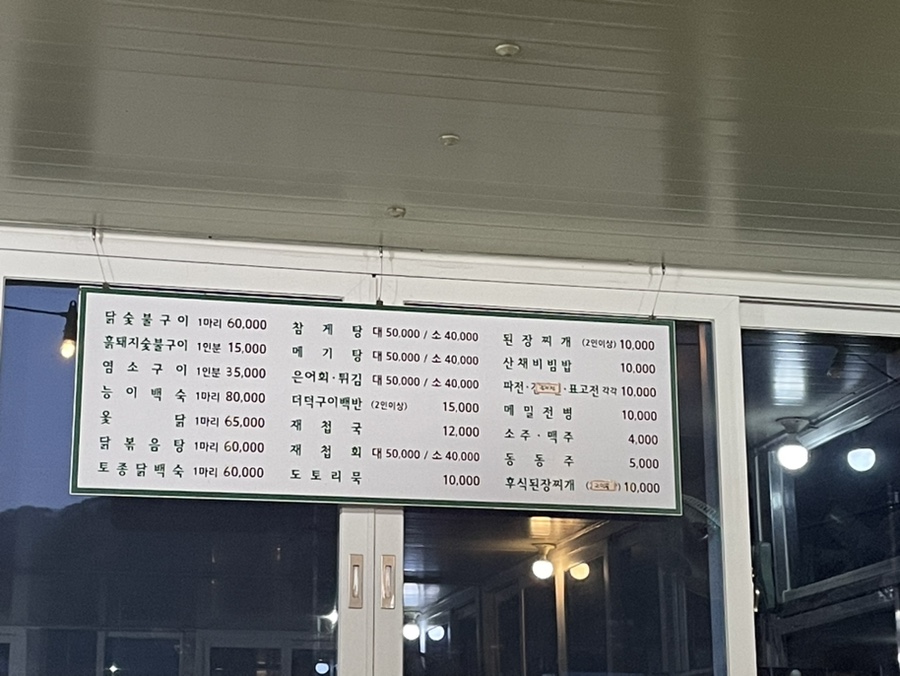 닭숯불구이 1마리 60,000
흙돼지숯불구이 1인분 15,000
염소구이 1인분 35,000
능이백숙 1마리 80,000
옻닭 1마리 65,000
닭볶음탕 1마리 60,000
토종닭백숙 1마리 60,000
참게탕 대 50.000 / 소 40,000
메기탕 대 50.000 / 소 40,000
은어회·튀김 대 50.000 / 소 40,000
더덕구이백반 (2인이상) 15,000
재첩국 12,000
재첩회 대 50.000 / 소 40,000
도토리묵 10,000
된장찌개 (2인이상) 10,000
산채비빔밥 10,000
파전· ·표고전 각각 10,000
메밀전병 10,000
소주·맥주 4,000
동동주 5,000
후식된장찌개 ( ) 10,000